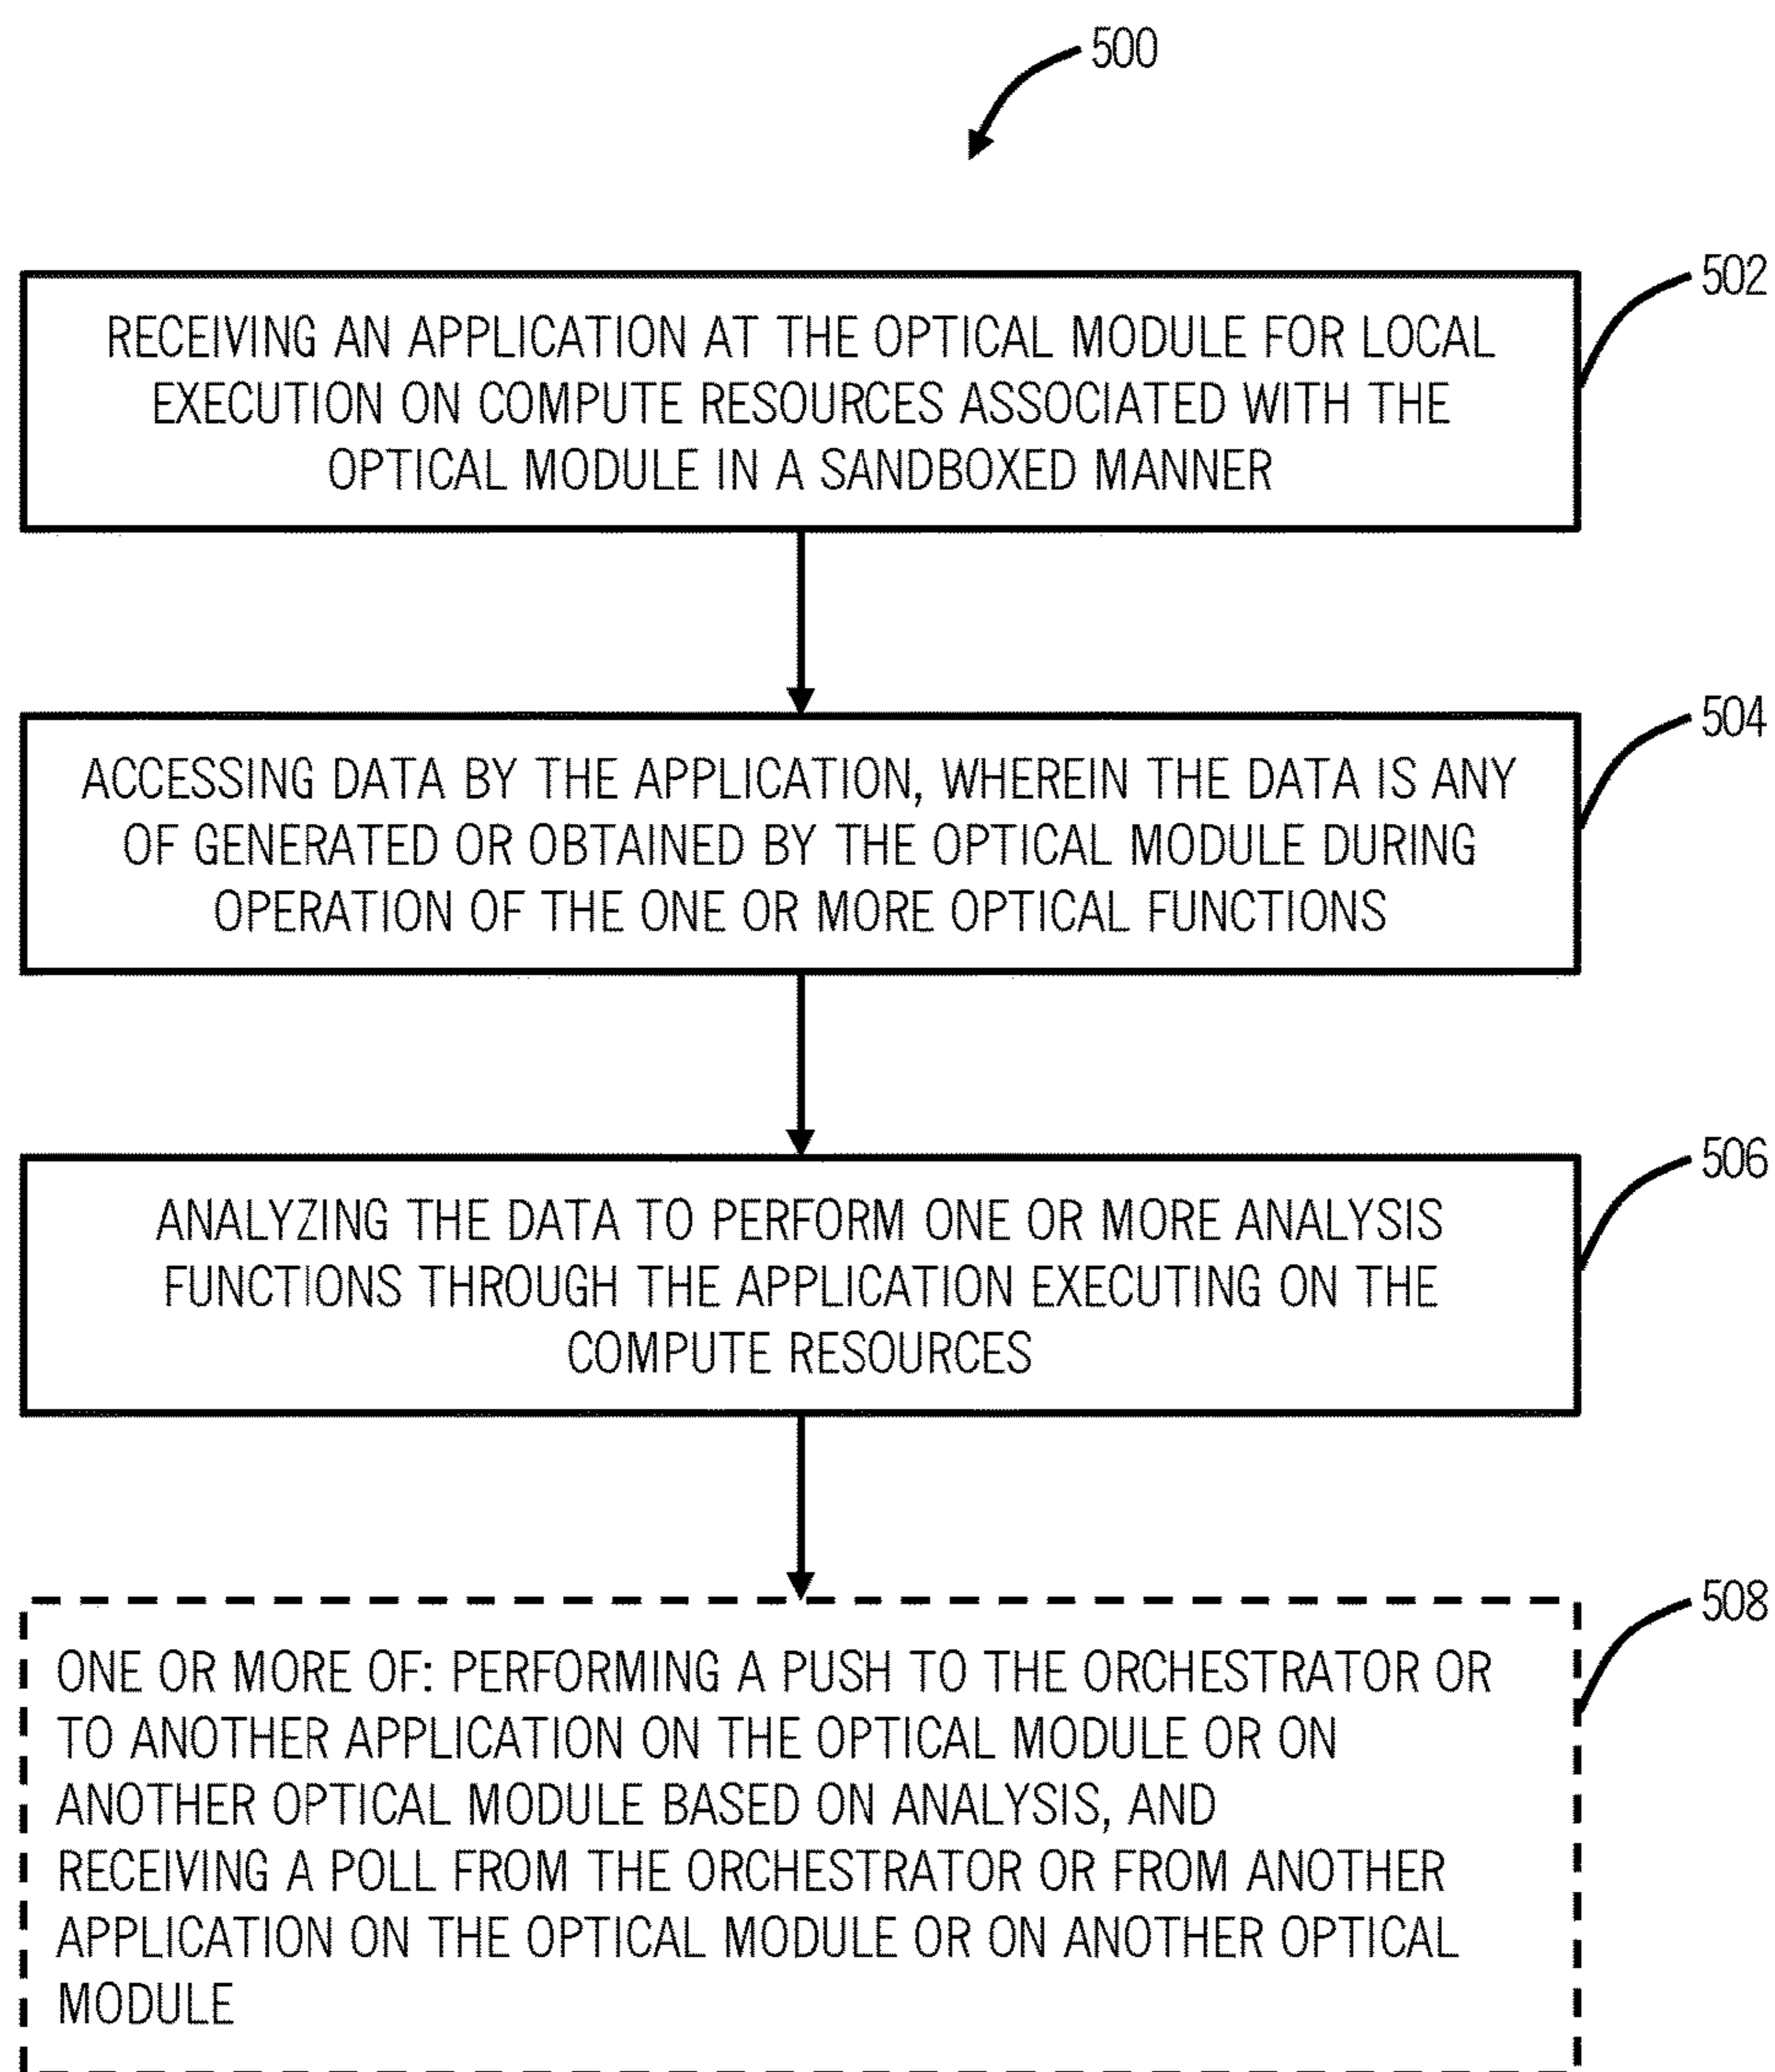 500
502
RECEIVING AN APPLICATION AT THE OPTICAL MODULE FOR LOCAL
EXECUTION ON COMPUTE RESOURCES ASSOCIATED WITH THE
OPTICAL MODULE IN A SANDBOXED MANNER
504
ACCESSING DATA BY THE APPLICATION, WHEREIN THE DATA IS ANY
OF GENERATED OR OBTAINED BY THE OPTICAL MODULE DURING
OPERATION OF THE ONE OR MORE OPTICAL FUNCTIONS
506
ANALYZING THE DATA TO PERFORM ONE OR MORE ANALYSIS
FUNCTIONS THROUGH THE APPLICATION EXECUTING ON THE
COMPUTE RESOURCES
508
ONE OR MORE OF: PERFORMING A PUSH TO THE ORCHESTRATOR OR
TO ANOTHER APPLICATION ON THE OPTICAL MODULE OR ON
ANOTHER OPTICAL MODULE BASED ON ANALYSIS, AND
RECEIVING A POLL FROM THE ORCHESTRATOR OR FROM ANOTHER
APPLICATION ON THE OPTICAL MODULE OR ON ANOTHER OPTICAL
MODULE